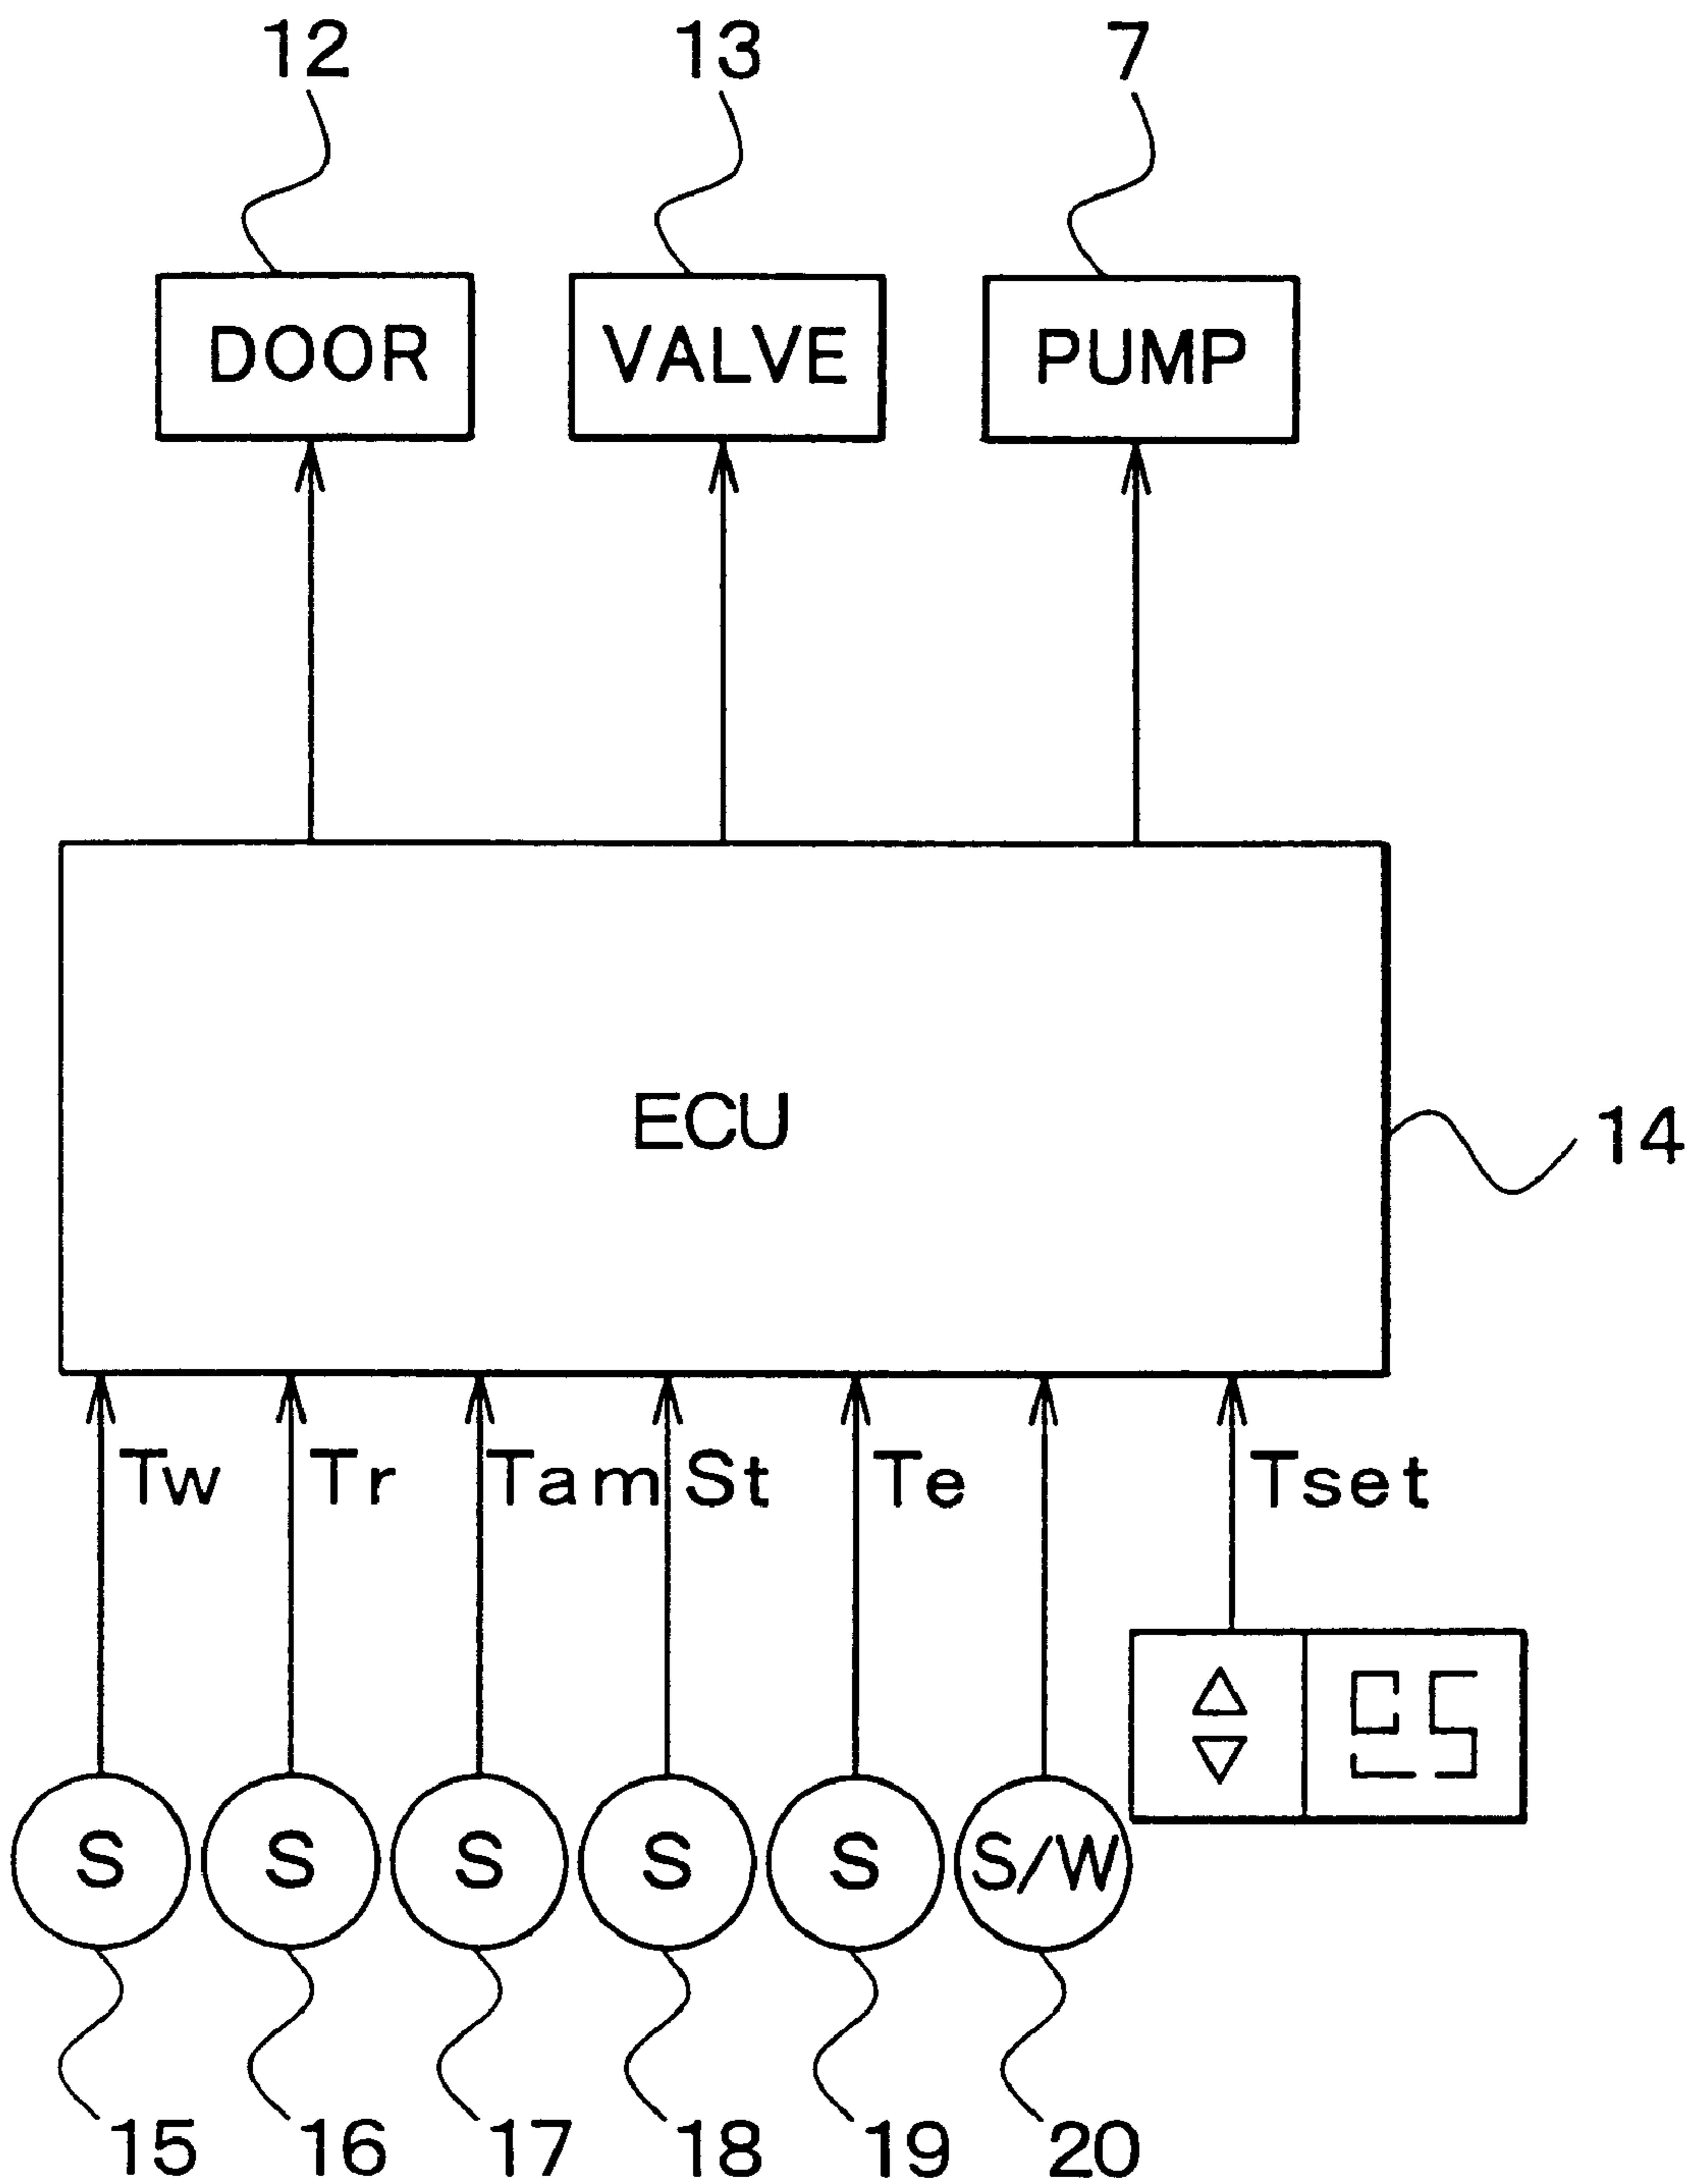 12 13 7
DOOR VALVE PUMP
ECU
14
Tw Tr Tam St Te Tset
25
S S S S S S/W
15 16 17 18 19 20